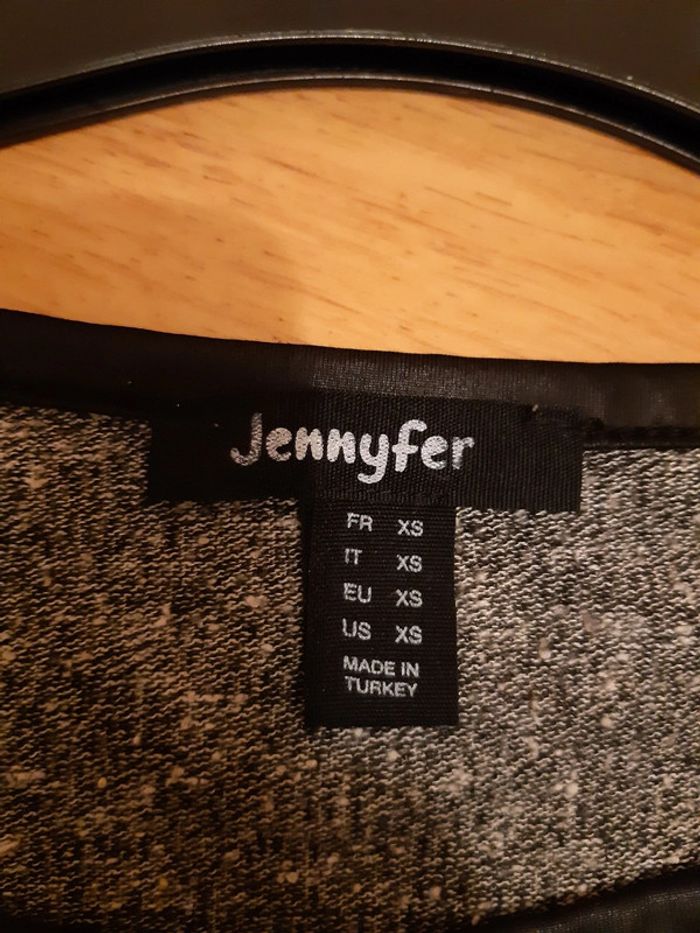 Jennyfer
FR XS
IT XS
EU XS
US XS
MADE IN
TURKEY